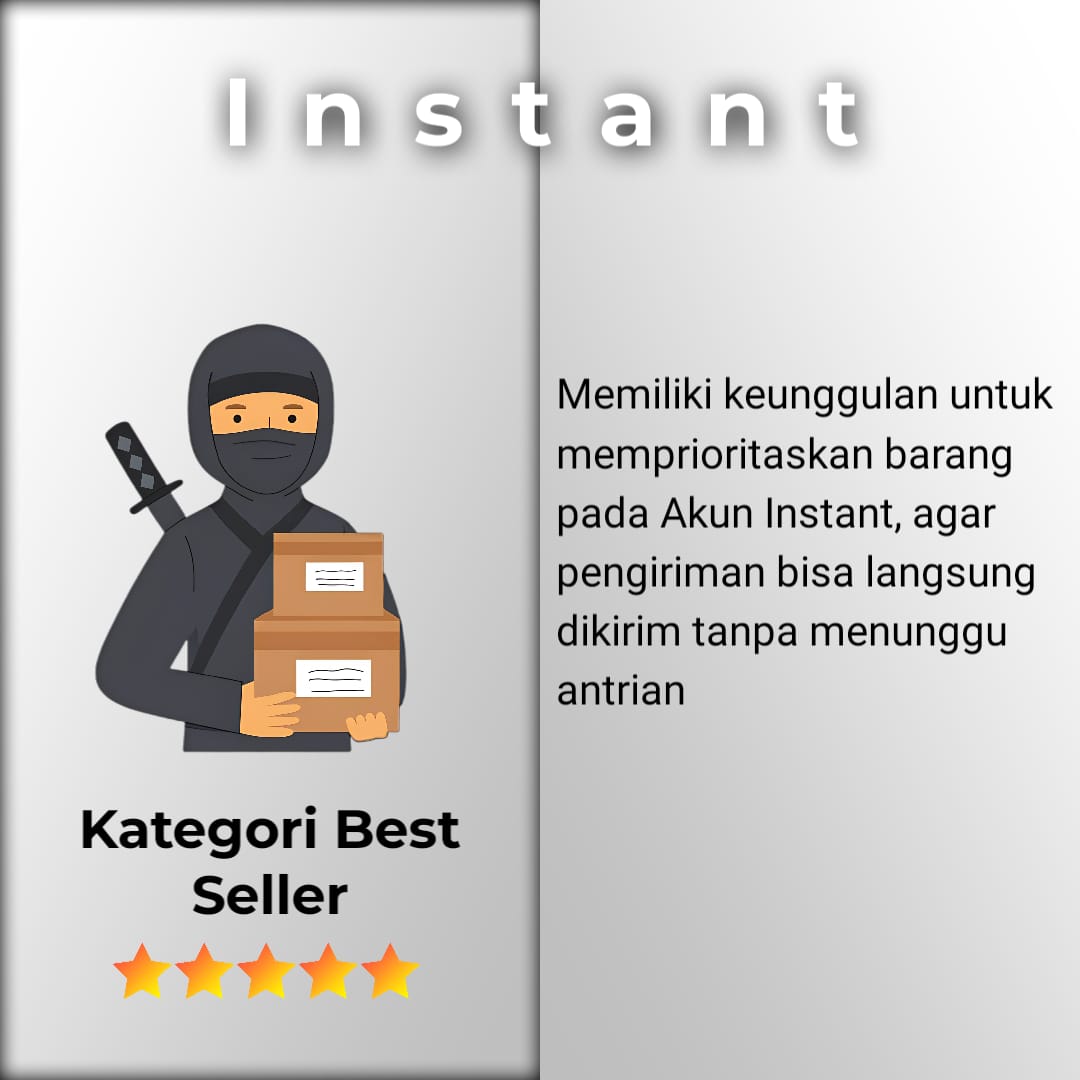 Instant
Memiliki keunggulan untuk
memprioritaskan barang
pada Akun Instant, agar
pengiriman bisa langsung
dikirim tanpa menunggu
antrian
Kategori Best
Seller